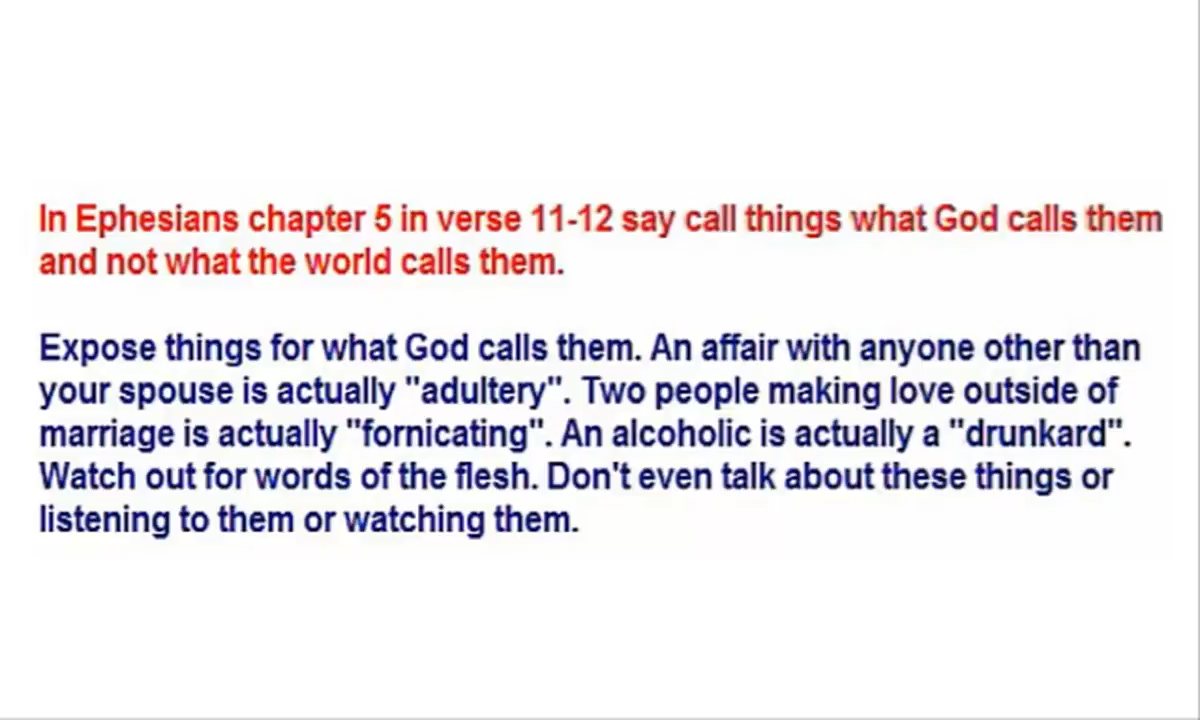 In Ephesians chapter 5 in verse 11-12 say call things what God calls them
and not what the world calls them.
Expose things for what God calls them. An affair with anyone other than
your spouse is actually "adultery". Two people making love outside of
marriage is actually "fornicating". An alcoholic is actually a "drunkard".
Watch out for words of the flesh. Don't even talk about these things or
listening to them or watching them.